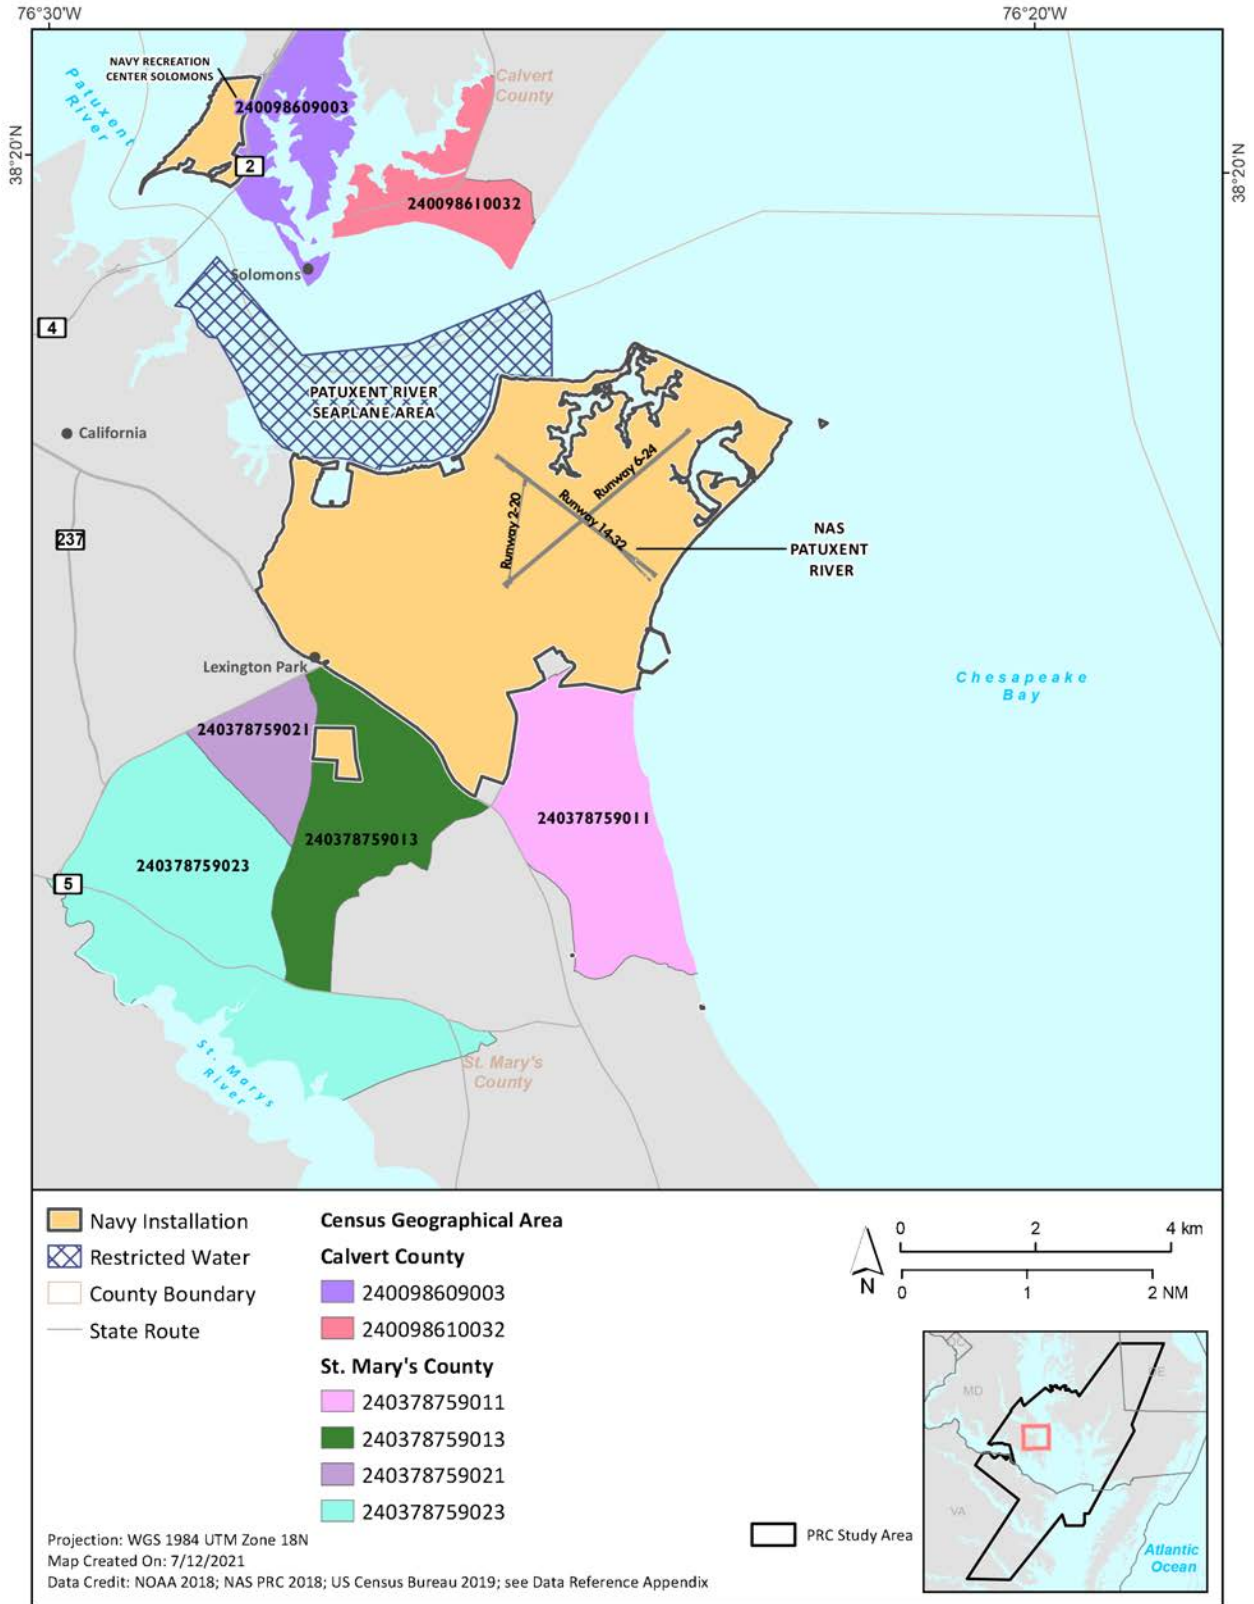 76°30'W
76°20'W
38°20'N
38°20'N
NAVY RECREATION
CENTER SOLOMONS
Patuxent
River
Calvert
County
240098609003
2
240098610032
Solomons
4
PATUXENT RIVER
SEAPLANE AREA
California
237
Runway 6-24
Runway 14-32
Runway 2-20
NAS
PATUXENT
RIVER
Lexington Park
Chesapeake
Bay
240378759021
240378759011
240378759013
240378759023
5
St. Marys
River
St. Mary's
County
Navy Installation
Restricted Water
County Boundary
State Route
Census Geographical Area
Calvert County
240098609003
240098610032
St. Mary's County
240378759011
240378759013
240378759021
240378759023
N
0 2 4 km
0 1 2 NM
DC
MD
DE
VA
Atlantic
Ocean
PRC Study Area
Projection: WGS 1984 UTM Zone 18N
Map Created On: 7/12/2021
Data Credit: NOAA 2018; NAS PRC 2018; US Census Bureau 2019; see Data Reference Appendix